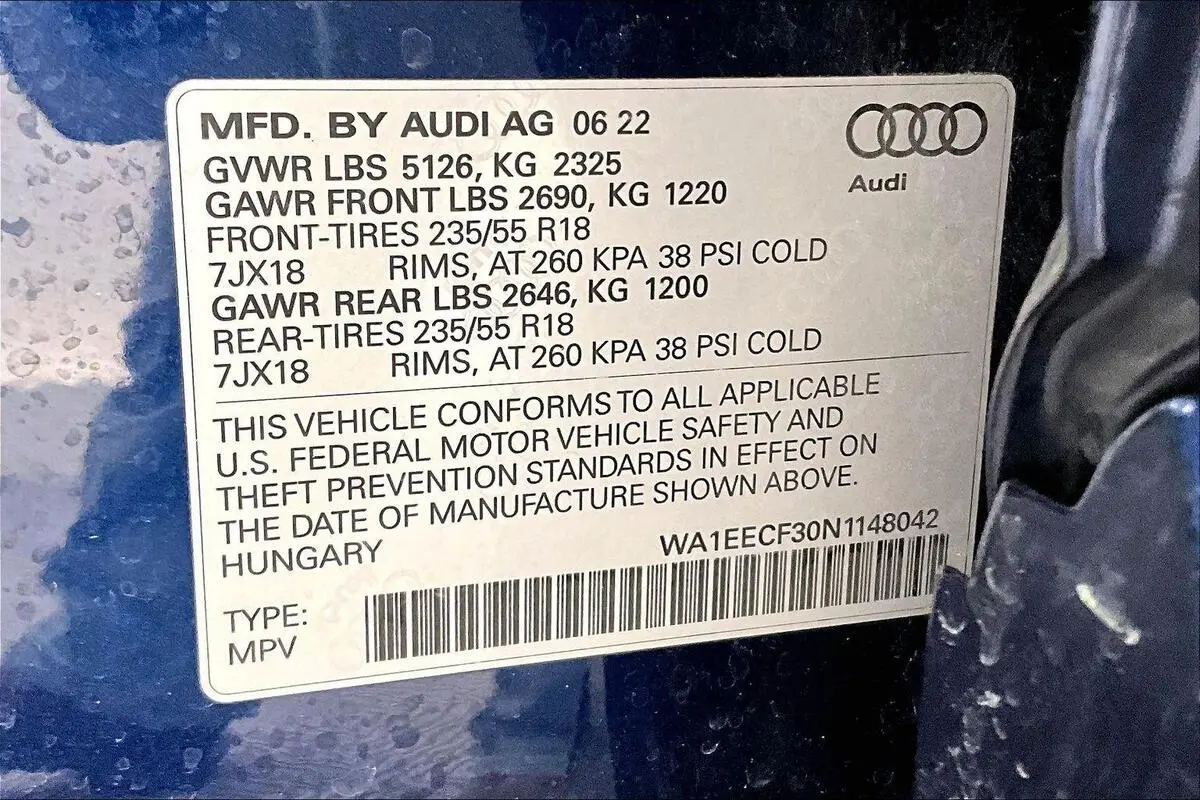 MFD. BY AUDI AG 06 22
Audi
GVWR LBS 5126, KG 2325
GAWR FRONT LBS 2690, KG 1220
FRONT-TIRES 235/55 R18
7JX18 RIMS, AT 260 KPA 38 PSI COLD
GAWR REAR LBS 2646, KG 1200
REAR-TIRES 235/55 R18
7JX18 RIMS, AT 260 KPA 38 PSI COLD
THIS VEHICLE CONFORMS TO ALL APPLICABLE
U.S. FEDERAL MOTOR VEHICLE SAFETY AND
THEFT PREVENTION STANDARDS IN EFFECT ON
THE DATE OF MANUFACTURE SHOWN ABOVE.
HUNGARY WA1EECF30N1148042
TYPE:
MPV